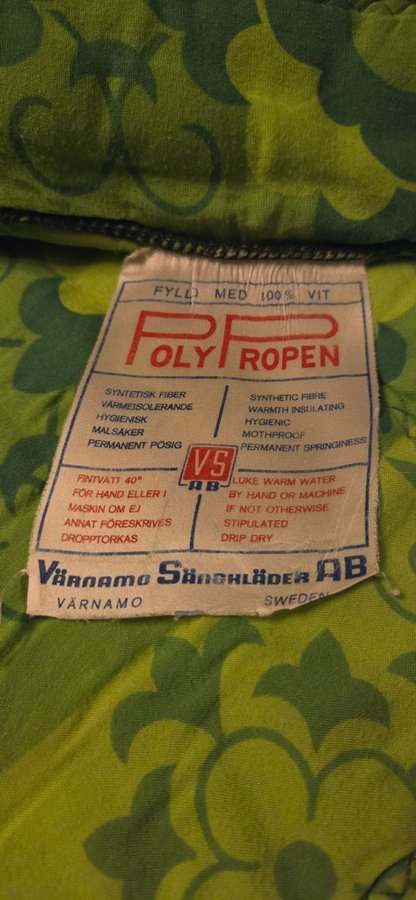 FYLLD MED 100% VIT
POLYPROPEN
SYNTETISK FIBER
VÄRMEISOLERANDE
HYGIENISK
MALSÄKER
PERMANENT PÖSIG
SYNTHETIC FIBRE
WARMTH INSULATING
HYGIENIC
MOTHPROOF
PERMANENT SPRINGINESS
VS
AB
FINTVÄTT 40°
FÖR HAND ELLER I
MASKIN OM EJ
ANNAT FÖRESKRIVES
DROPPTORKAS
LUKE WARM WATER
BY HAND OR MACHINE
IF NOT OTHERWISE
STIPULATED
DRIP DRY
VÄRNAMO SÄNGKLÄDER AB
VÄRNAMO SWEDEN